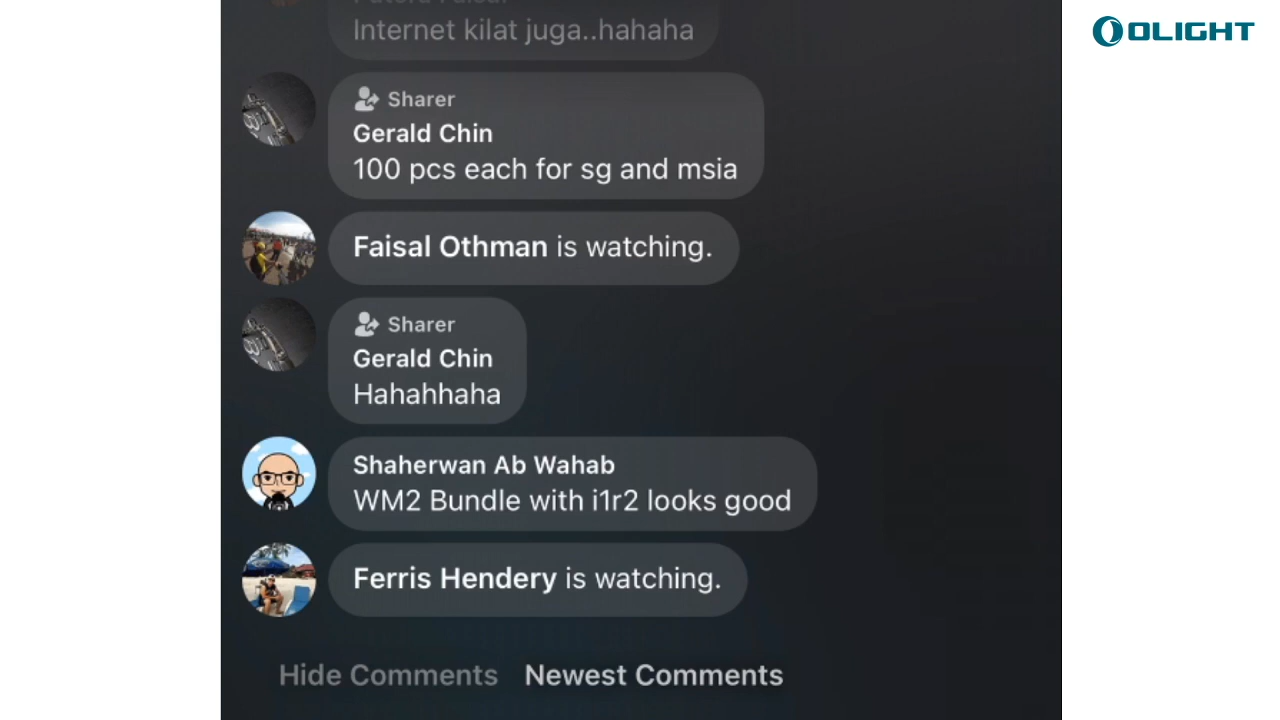 OLIGHT
Internet kilat juga..hahaha
Sharer
Gerald Chin
100 pcs each for sg and msia
Faisal Othman is watching.
Sharer
Gerald Chin
Hahahhaha
Shaherwan Ab Wahab
WM2 Bundle with i1r2 looks good
Ferris Hendery is watching.
Hide Comments Newest Comments